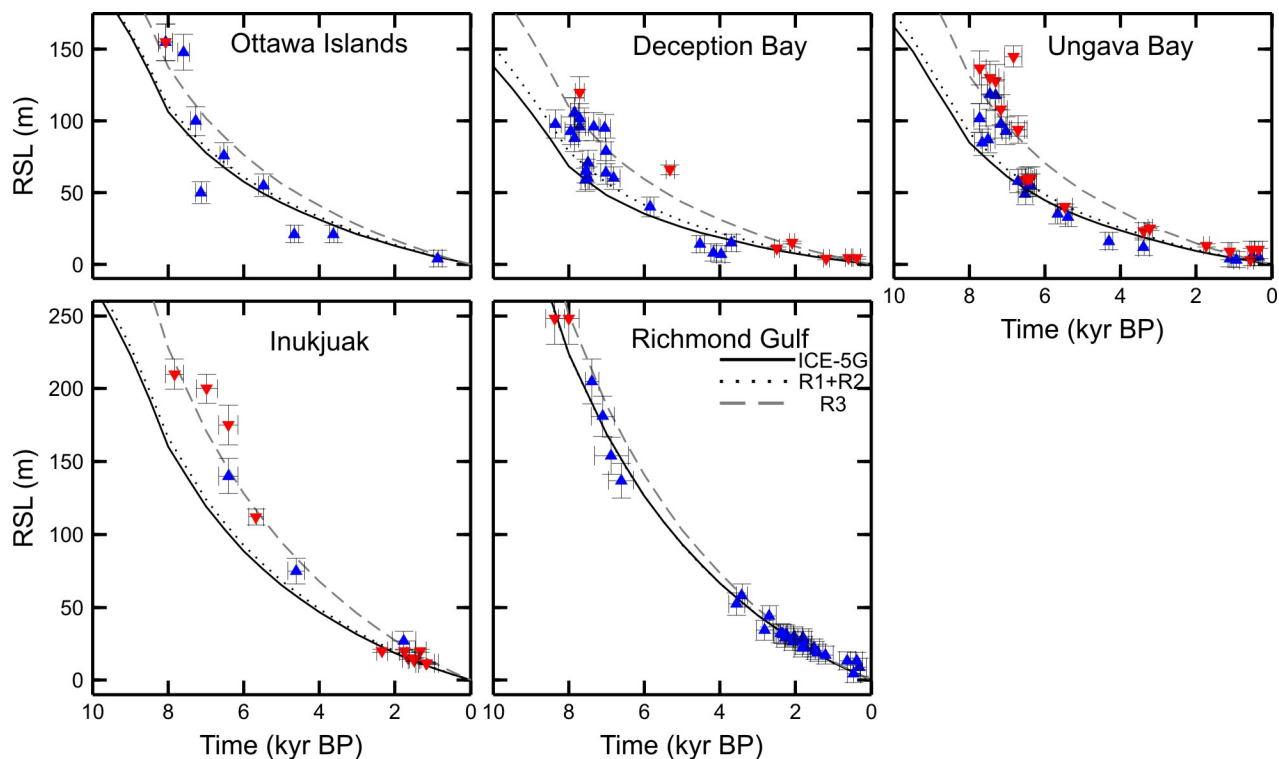 Ottawa Islands
Deception Bay
Ungava Bay
RSL (m)
150
100
50
0
10 8 6 4 2 0
Time (kyr BP)
Inukjuak
Richmond Gulf
ICE-5G
R1+R2
R3
RSL (m)
250
200
150
100
50
0
10 8 6 4 2 0
Time (kyr BP)
10 8 6 4 2 0
Time (kyr BP)